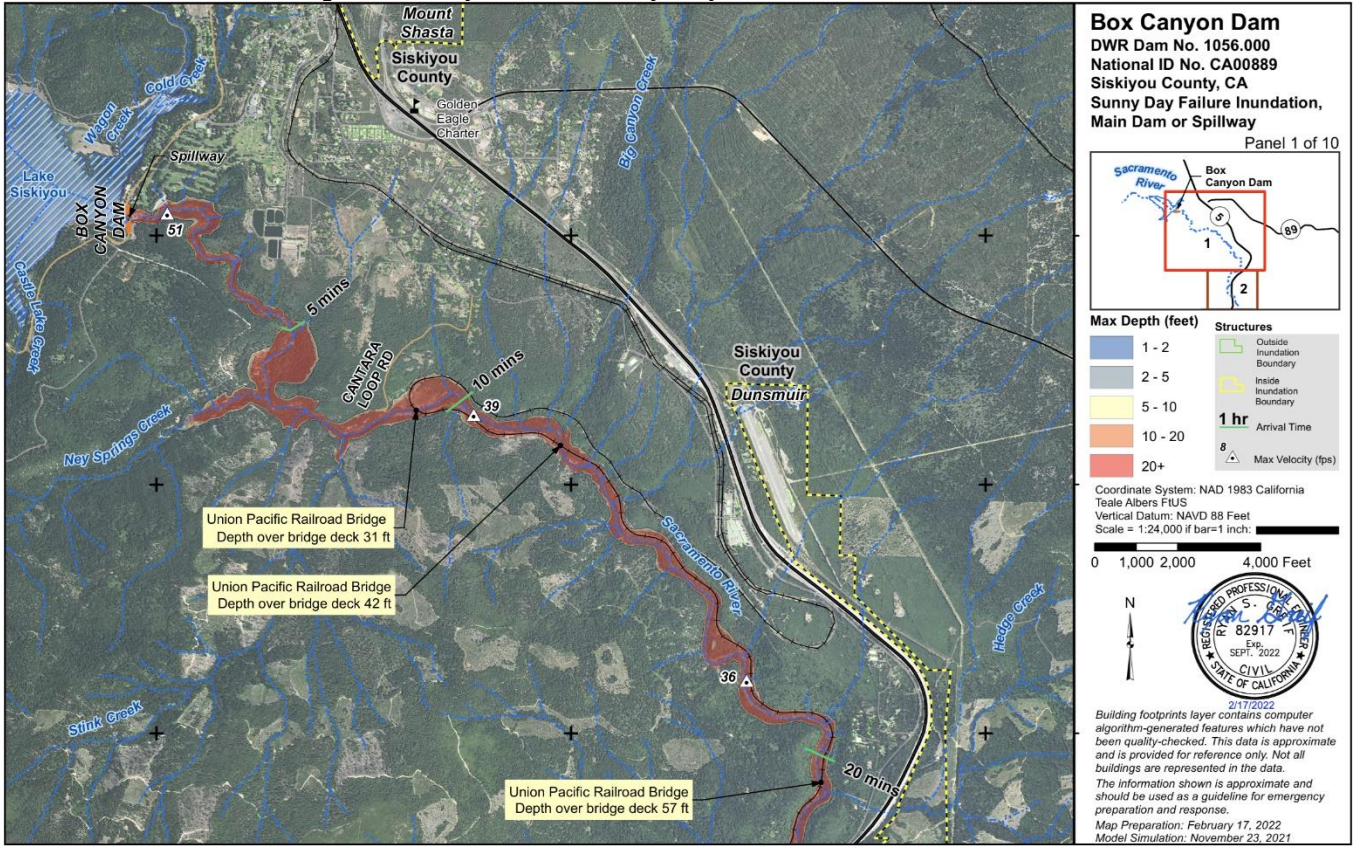 Mount
Shasta
Siskiyou
County
Golden
Eagle
Charter
Cold Creek
Wagon
Creek
Big Canyon Creek
Spillway
Lake
Siskiyou
BOX
CANYON
DAM
51
Castle Lake Creek
5 mins
CANTARA
LOOP RD
10 mins
39
Siskiyou
County
Dunsmuir
Ney Springs Creek
Union Pacific Railroad Bridge
Depth over bridge deck 31 ft
Union Pacific Railroad Bridge
Depth over bridge deck 42 ft
Sacramento River
Hedge Creek
36
Stink Creek
20 mins
Union Pacific Railroad Bridge
Depth over bridge deck 57 ft
Box Canyon Dam
DWR Dam No. 1056.000
National ID No. CA00889
Siskiyou County, CA
Sunny Day Failure Inundation,
Main Dam or Spillway
Panel 1 of 10
Sacramento
River
Box
Canyon Dam
5
89
1
2
Max Depth (feet)
1 - 2
2 - 5
5 - 10
10 - 20
20+
Structures
Outside
Inundation
Boundary
Inside
Inundation
Boundary
1 hr
Arrival Time
8
Max Velocity (fps)
Coordinate System: NAD 1983 California
Teale Albers FtUS
Vertical Datum: NAVD 88 Feet
Scale = 1:24,000 if bar=1 inch:
0 1,000 2,000 4,000 Feet
N
REGISTERED PROFESSIONAL ENGINEER
82917
Exp.
SEPT. 2022
CIVIL
STATE OF CALIFORNIA
2/17/2022
Building footprints layer contains computer
algorithm-generated features which have not
been quality-checked. This data is approximate
and is provided for reference only. Not all
buildings are represented in the data.
The information shown is approximate and
should be used as a guideline for emergency
preparation and response.
Map Preparation: February 17, 2022
Model Simulation: November 23, 2021